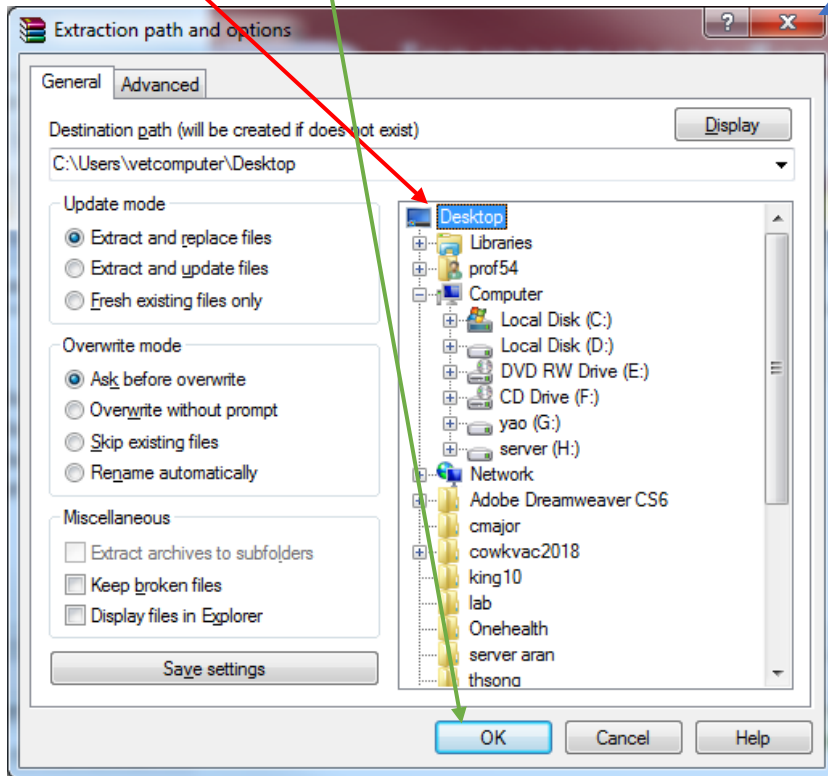 Extraction path and options
General Advanced
Destination path (will be created if does not exist)
Display
C:\Users\vetcomputer\Desktop
Update mode
Extract and replace files
Extract and update files
Fresh existing files only
Overwrite mode
Ask before overwrite
Overwrite without prompt
Skip existing files
Rename automatically
Miscellaneous
Extract archives to subfolders
Keep broken files
Display files in Explorer
Save settings
Desktop
Libraries
prof54
Computer
Local Disk (C:)
Local Disk (D:)
DVD RW Drive (E:)
CD Drive (F:)
yao (G:)
server (H:)
Network
Adobe Dreamweaver CS6
cmajor
cowkvac2018
king10
lab
Onehealth
server aran
thsong
OK Cancel Help